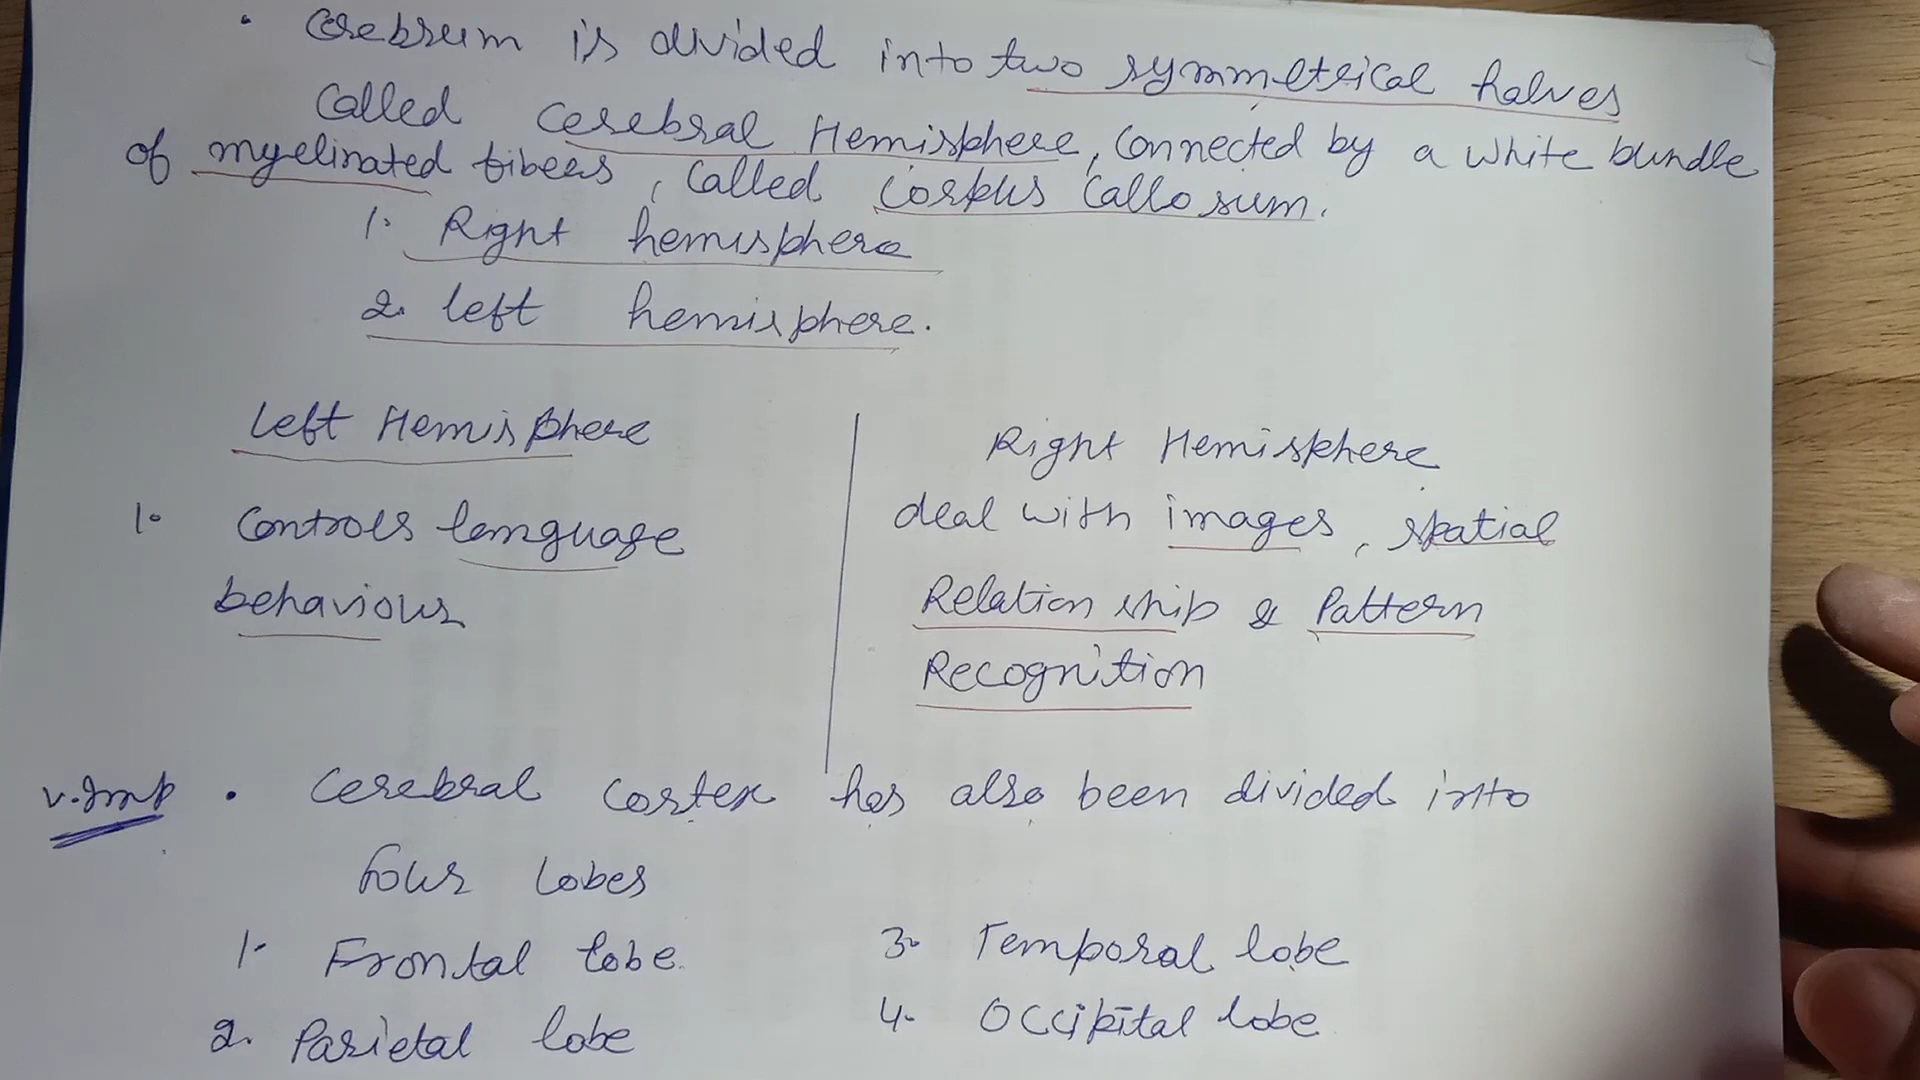 • Cerebrum is divided into two symmetrical halves
called cerebral Hemisphere, connected by a white bundle
of myelinated fibers, called corpus callosum.
1. Right hemisphere
2. left hemisphere.
Left Hemisphere
1. Controls language
behaviour
Right Hemisphere
deal with images, spatial
Relationship & Pattern
Recognition
v.Imp • Cerebral cortex has also been divided into
four lobes
1. Frontal lobe.
2. Parietal lobe
3. Temporal lobe
4. Occipital lobe